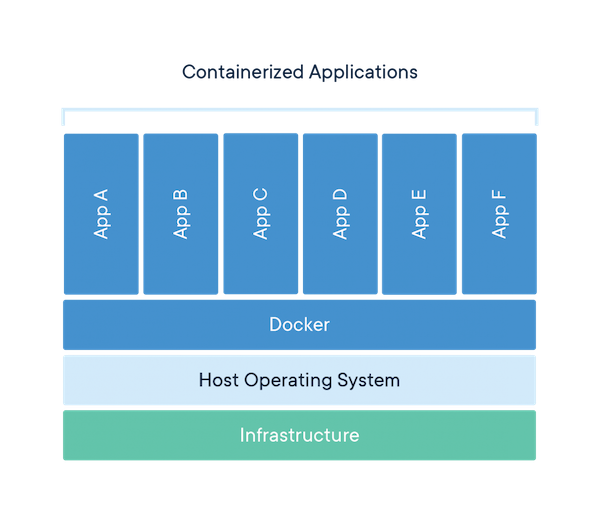 Containerized Applications
App A
App B
App C
App D
App E
App F
Docker
Host Operating System
Infrastructure